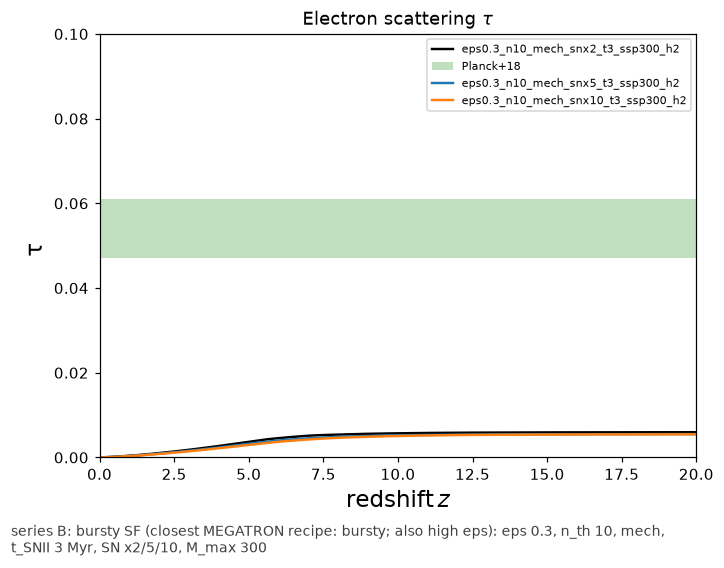 Electron scattering τ
0.10
0.08
0.06
0.04
0.02
0.00
τ
eps0.3_n10_mech_snx2_t3_ssp300_h2
Planck+18
eps0.3_n10_mech_snx5_t3_ssp300_h2
eps0.3_n10_mech_snx10_t3_ssp300_h2
0.0 2.5 5.0 7.5 10.0 12.5 15.0 17.5 20.0
redshift z
series B: bursty SF (closest MEGATRON recipe: bursty; also high eps): eps 0.3, n_th 10, mech,
t_SNII 3 Myr, SN x2/5/10, M_max 300